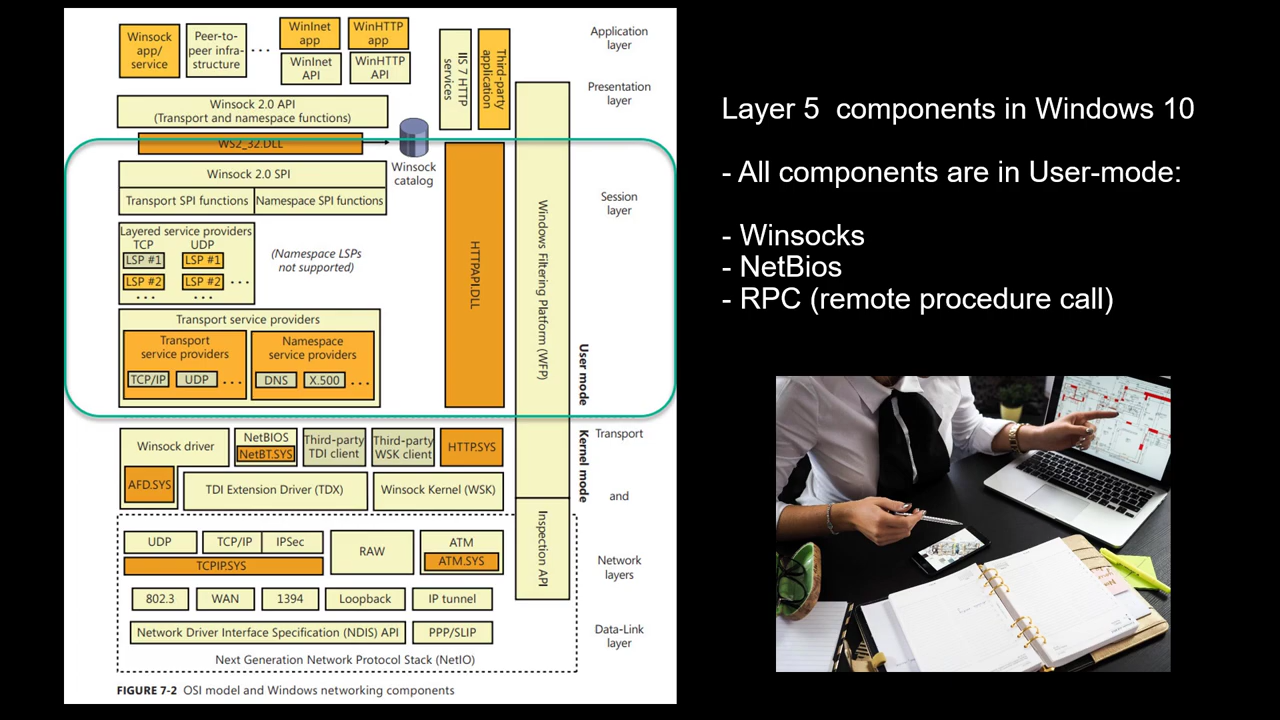 Winsock
app/
service
Peer-to-
peer infra-
structure
...
WinInet
app
WinHTTP
app
WinInet
API
WinHTTP
API
IIS 7 HTTP
services
Third-party
application
Application
layer
Presentation
layer
Winsock 2.0 API
(Transport and namespace functions)
WS2_32.DLL
Winsock
catalog
Winsock 2.0 SPI
Transport SPI functions
Namespace SPI functions
Session
layer
Layered service providers
TCP
UDP
LSP #1
LSP #1
LSP #2
LSP #2
...
...
...
(Namespace LSPs
not supported)
HTTPAPI.DLL
Windows Filtering Platform (WFP)
Transport service providers
Transport
service providers
TCP/IP
UDP
...
Namespace
service providers
DNS
X.500
...
User mode
Kernel mode
Winsock driver
AFD.SYS
NetBIOS
NetBT.SYS
Third-party
TDI client
Third-party
WSK client
HTTP.SYS
Transport
TDI Extension Driver (TDX)
Winsock Kernel (WSK)
and
Inspection API
UDP
TCP/IP
IPSec
TCPIP.SYS
RAW
ATM
ATM.SYS
Network
layers
802.3
WAN
1394
Loopback
IP tunnel
Network Driver Interface Specification (NDIS) API
PPP/SLIP
Data-Link
layer
Next Generation Network Protocol Stack (NetIO)
FIGURE 7-2 OSI model and Windows networking components
Layer 5  components in Windows 10
- All components are in User-mode:
- Winsocks
- NetBios
- RPC (remote procedure call)